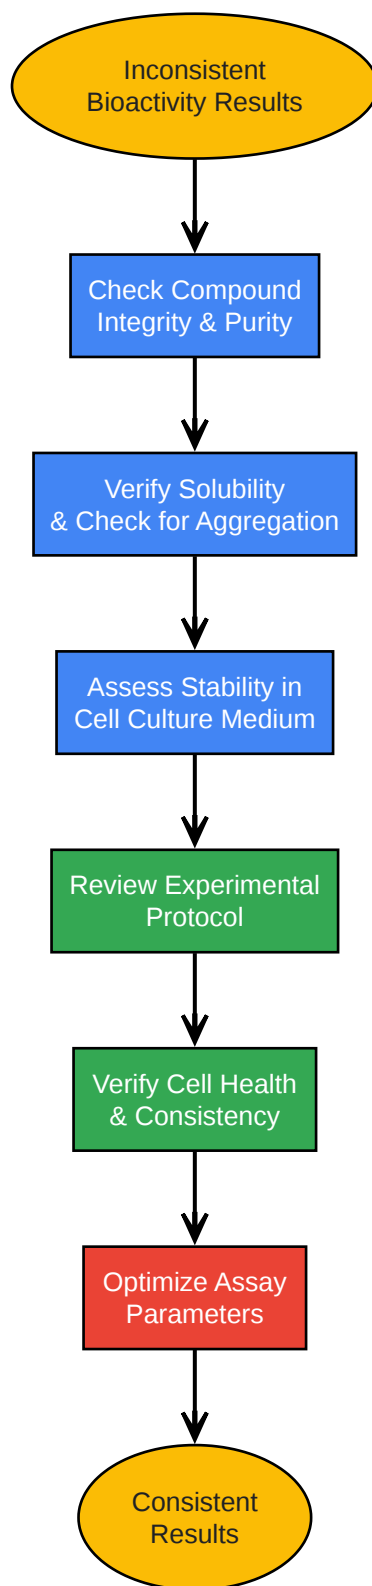 Inconsistent
Bioactivity Results
Check Compound
Integrity & Purity
Verify Solubility
& Check for Aggregation
Assess Stability in
Cell Culture Medium
Review Experimental
Protocol
Verify Cell Health
& Consistency
Optimize Assay
Parameters
Consistent
Results